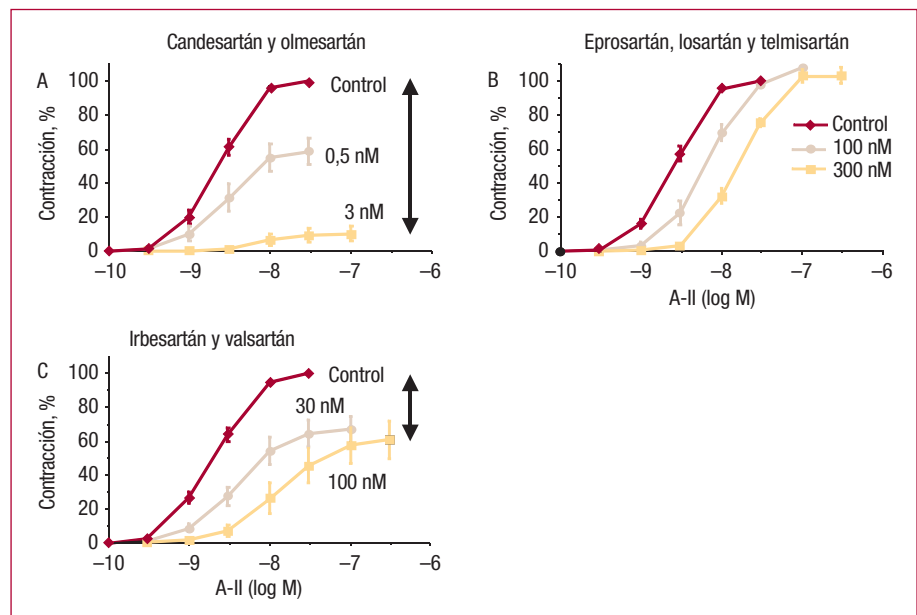 Candesartán y olmesartán
A
Contracción, %
100
80
60
40
20
0
Control
0,5 nM
3 nM
–10
–9
–8
–7
–6
Eprosartán, losartán y telmisartán
B
Contracción, %
100
80
60
40
20
0
Control
100 nM
300 nM
–10
–9
–8
–7
–6
A-II (log M)
Irbesartán y valsartán
C
Contracción, %
100
80
60
40
20
0
Control
30 nM
100 nM
–10
–9
–8
–7
–6
A-II (log M)